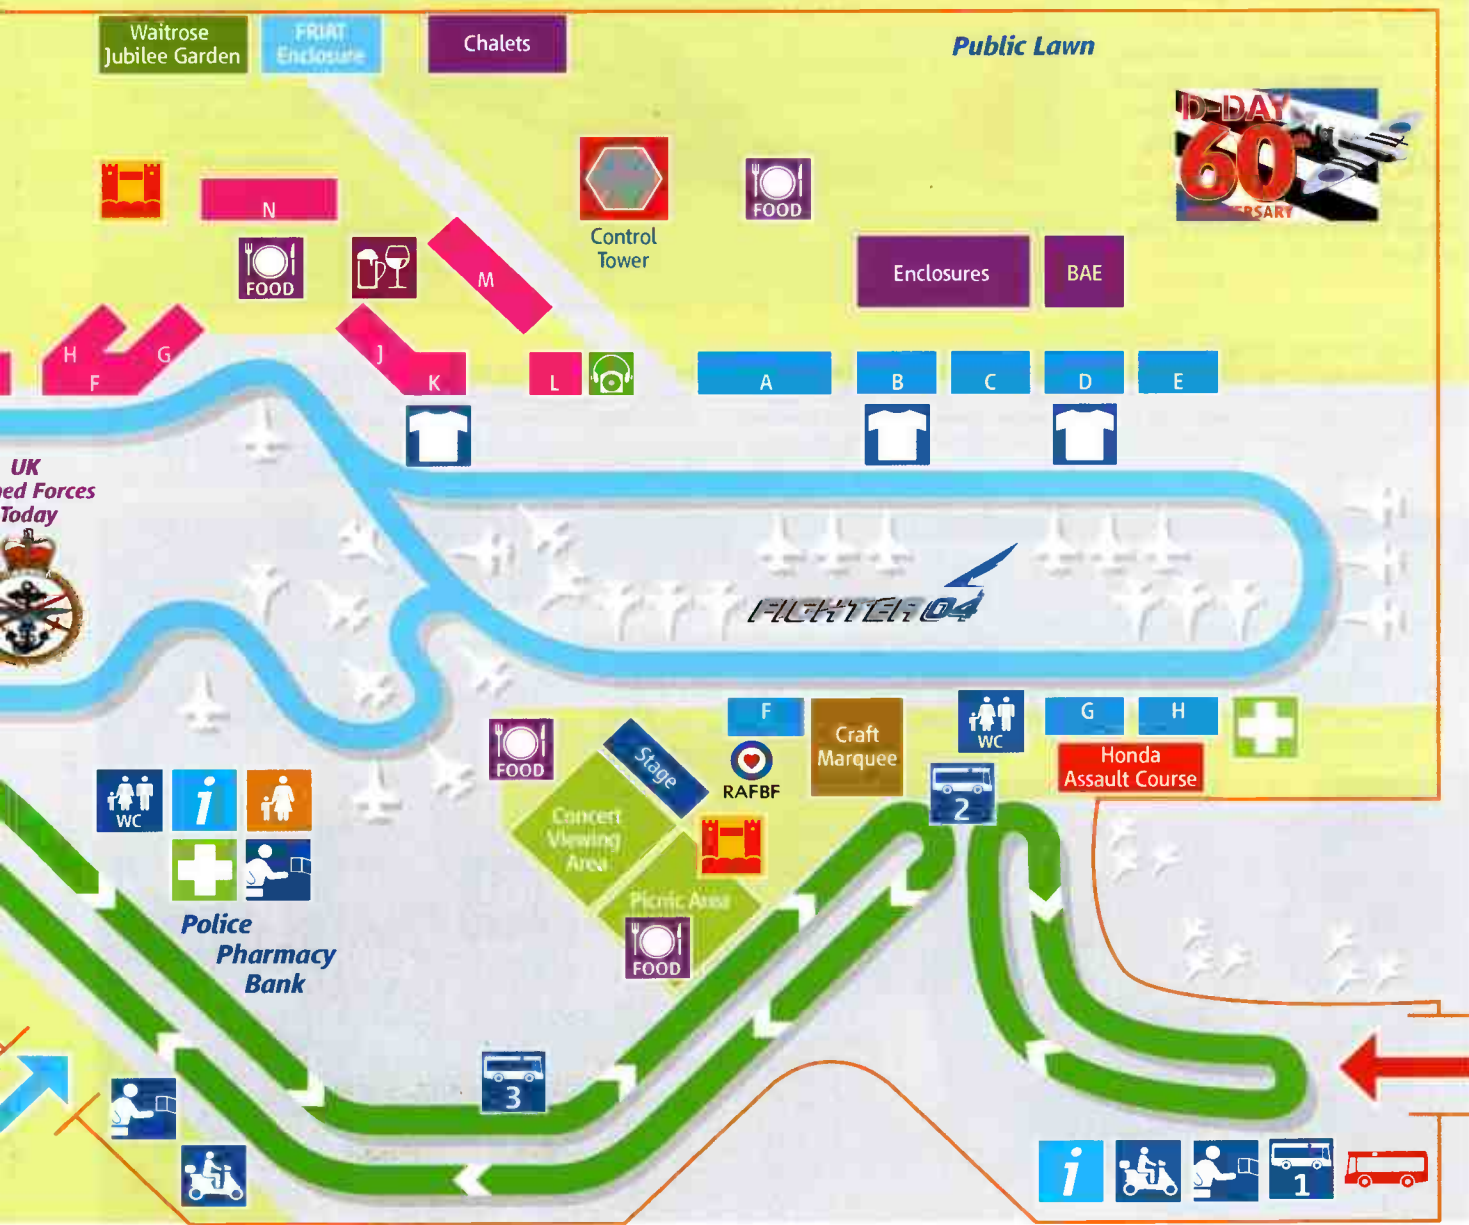 Waitrose
Jubilee Garden
FRIAT
Enclosure
Chalets
Public Lawn
D-DAY
60
N
FOOD
M
Control
Tower
FOOD
Enclosures
BAE
H
G
F
J
K
L
A
B
C
D
E
UK
ed Forces
Today
FIGHTER 04
FOOD
Stage
F
RAFBF
Craft
Marquee
WC
G
H
Honda
Assault Course
2
Concert
Viewing
Area
Picnic Area
FOOD
WC
i
Police
Pharmacy
Bank
3
i
1